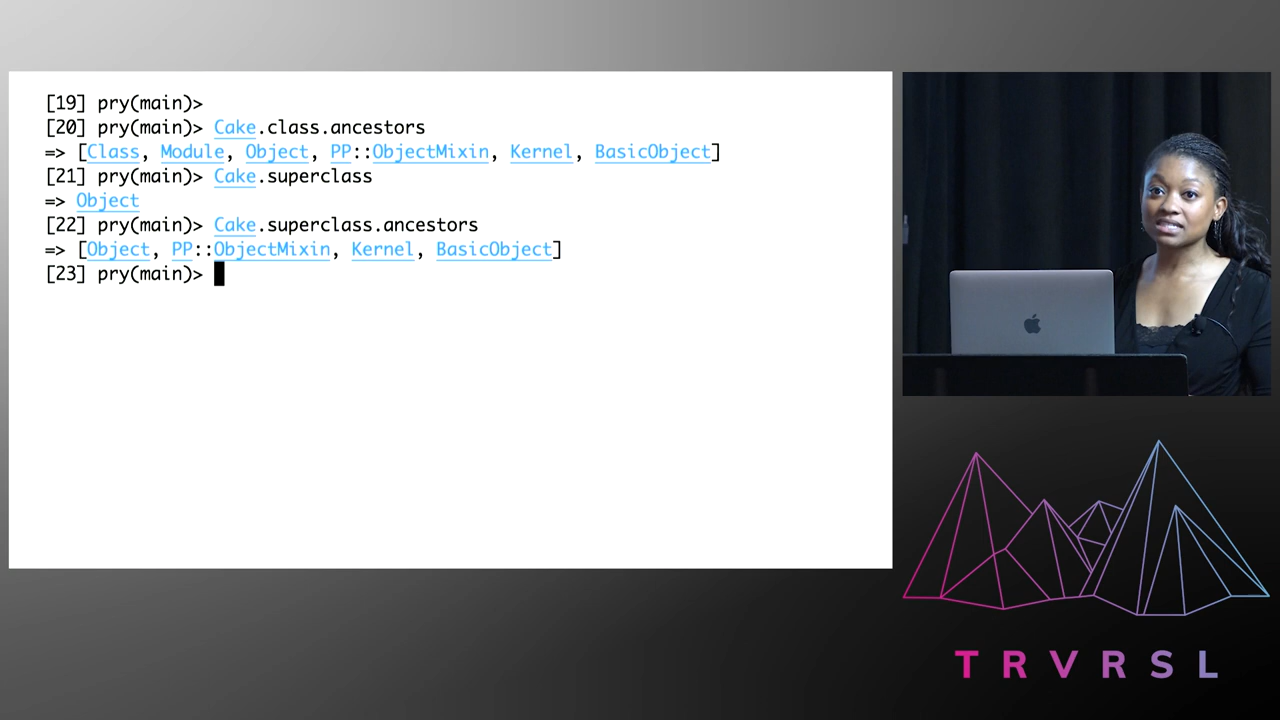 [19] pry(main)>
[20] pry(main)> Cake.class.ancestors
=> [Class, Module, Object, PP::ObjectMixin, Kernel, BasicObject]
[21] pry(main)> Cake.superclass
=> Object
[22] pry(main)> Cake.superclass.ancestors
=> [Object, PP::ObjectMixin, Kernel, BasicObject]
[23] pry(main)>
TRVRSL